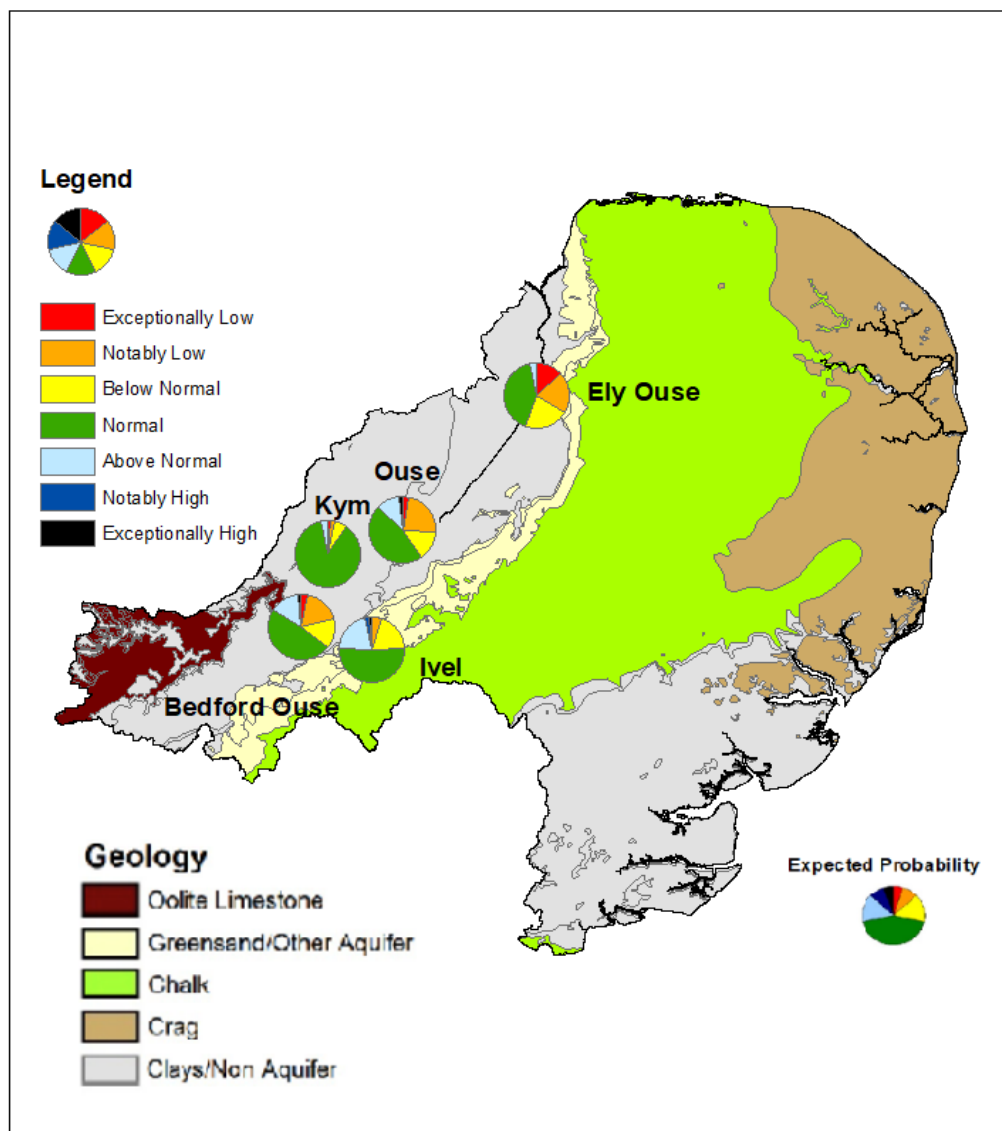 Legend
Exceptionally Low
Notably Low
Below Normal
Normal
Above Normal
Notably High
Exceptionally High
Ely Ouse
Ouse
Kym
Ivel
Bedford Ouse
Geology
Oolite Limestone
Greensand/Other Aquifer
Chalk
Crag
Clays/Non Aquifer
Expected Probability